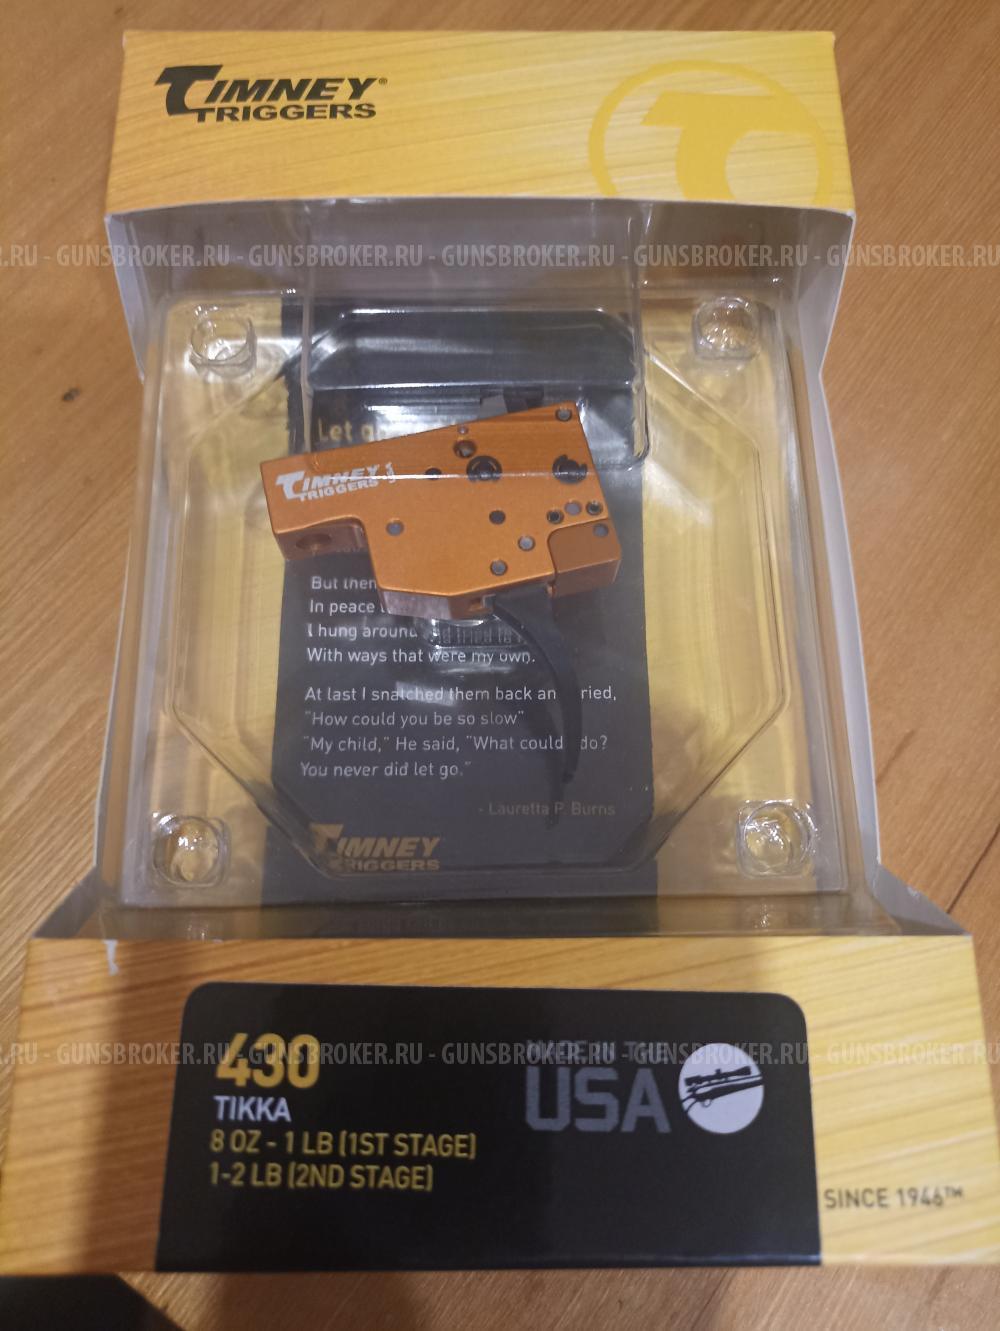 TIMNEY®
TRIGGERS
.RU - GUNSBROKER.RU - GUNSBROKER.RU - GUNSBROKER.RU - GUNSBROKER.RU - GUNSBROKER.RU -
Let go
TIMNEY
TRIGGERS
But then
In peace
I hung around
With ways that were my own.
At last I snatched them back an ried,
"How could you be so slow"
"My child," He said, "What could do?
You never did let go."
- Lauretta P. Burns
TIMNEY
TRIGGERS
430
MADE IN THE
.RU - GUNSBROKER.RU - GUNSBROKER.RU - GUNSBROKER.RU - GUNSBROKER.RU - GUNSBROKER.RU -
USA
TIKKA
8 OZ - 1 LB (1ST STAGE)
1-2 LB (2ND STAGE)
SINCE 1946™